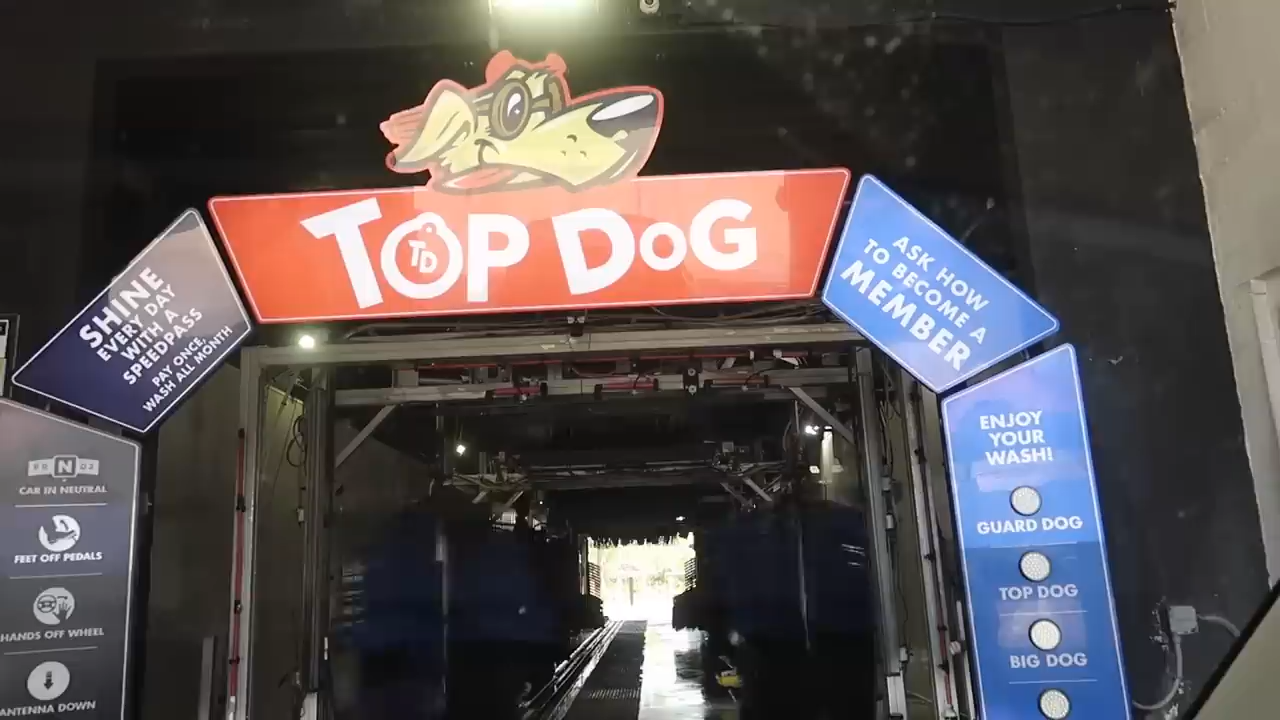 TOP DOG
TD
SHINE
EVERY DAY
WITH A
SPEEDPASS
PAY ONCE,
WASH ALL MONTH
ASK HOW
TO BECOME A
MEMBER
N
CAR IN NEUTRAL
FEET OFF PEDALS
HANDS OFF WHEEL
ANTENNA DOWN
ENJOY
YOUR
WASH!
GUARD DOG
TOP DOG
BIG DOG